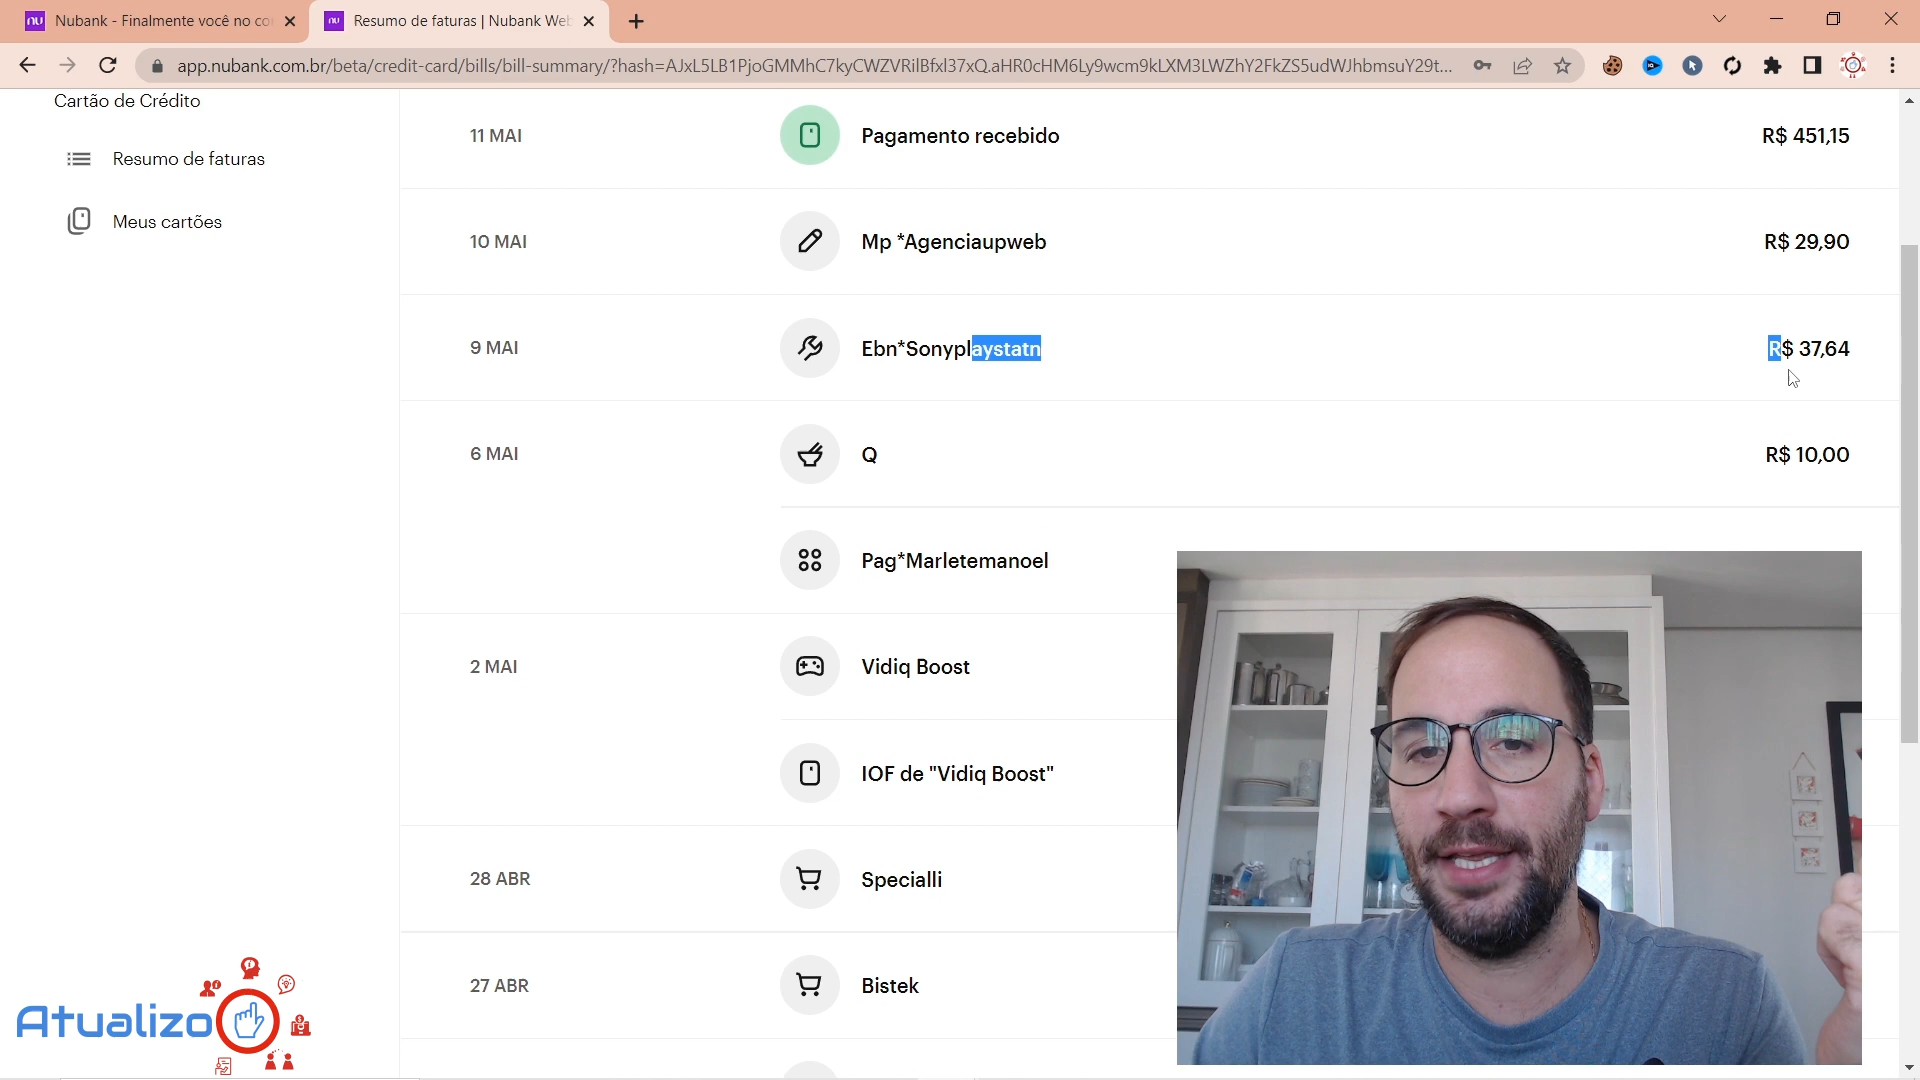 Nubank - Finalmente você no co
Resumo de faturas | Nubank Web
app.nubank.com.br/beta/credit-card/bills/bill-summary/?hash=AJxL5LB1PjoGMMhC7kyCWZVRilBfxl37xQ.aHR0cHM6Ly9wcm9kLXM3LWZhY2FkZS5udWJhbmsuY29t...
Cartão de Crédito
Resumo de faturas
Meus cartões
11 MAI Pagamento recebido R$ 451,15
10 MAI Mp *Agenciaupweb R$ 29,90
9 MAI Ebn*Sonyplaystatn R$ 37,64
6 MAI Q R$ 10,00
Pag*Marletemanoel
2 MAI Vidiq Boost
IOF de "Vidiq Boost"
28 ABR Specialli
27 ABR Bistek
Atualizo